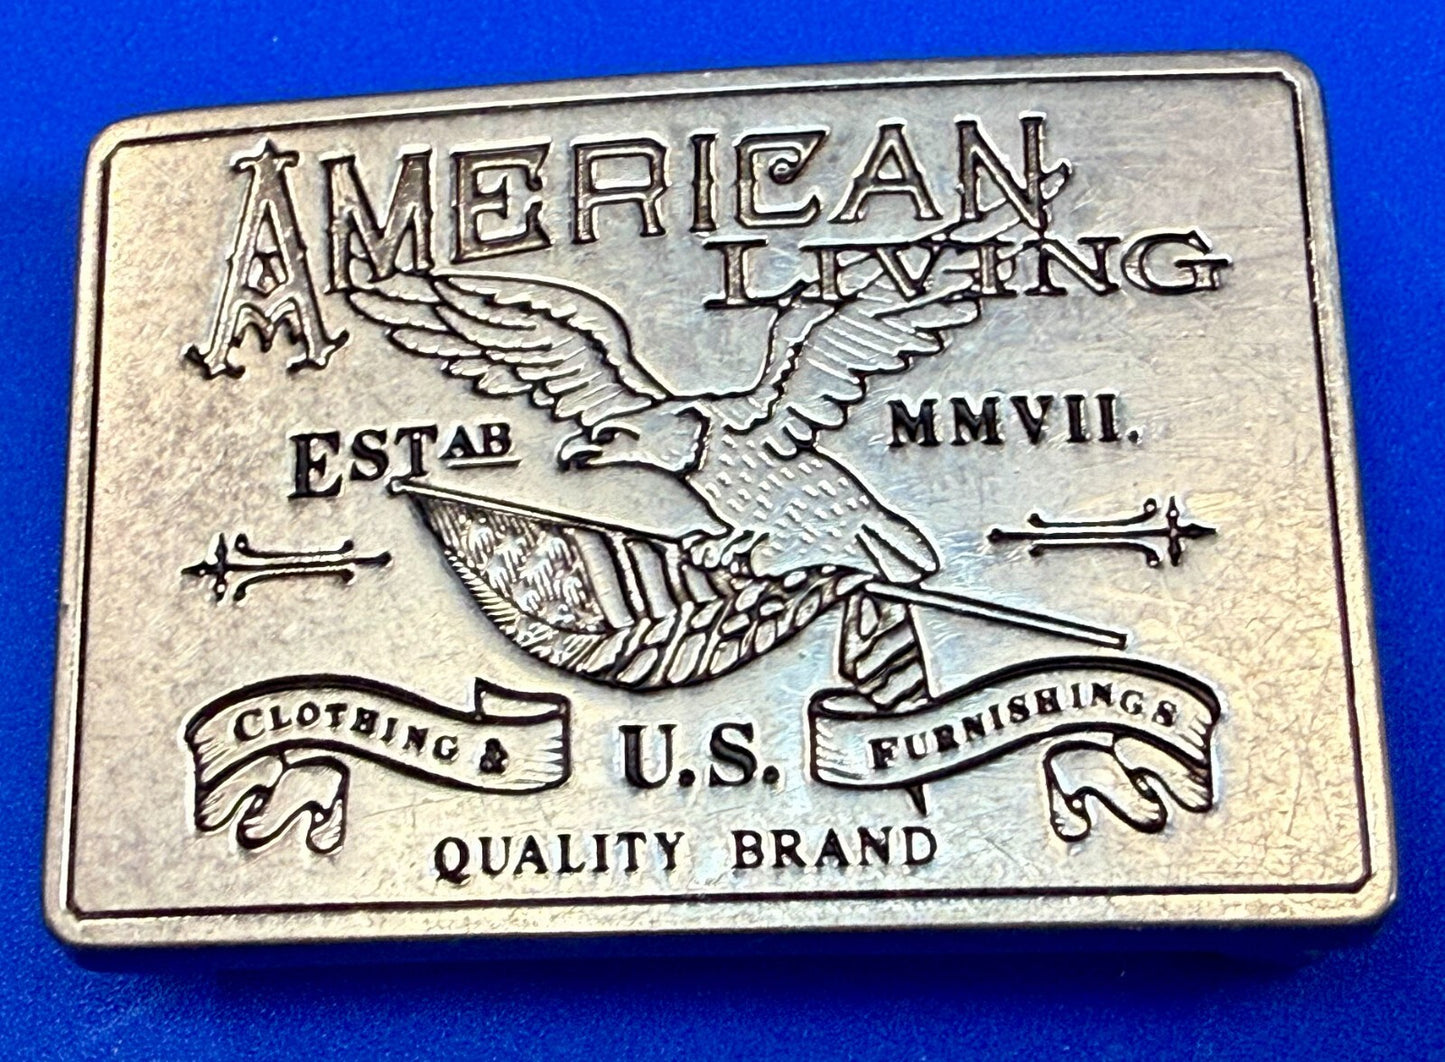 AMERICAN
LIVING
ESTAB
MMVII.
CLOTHING &
U.S.
FURNISHINGS
QUALITY BRAND